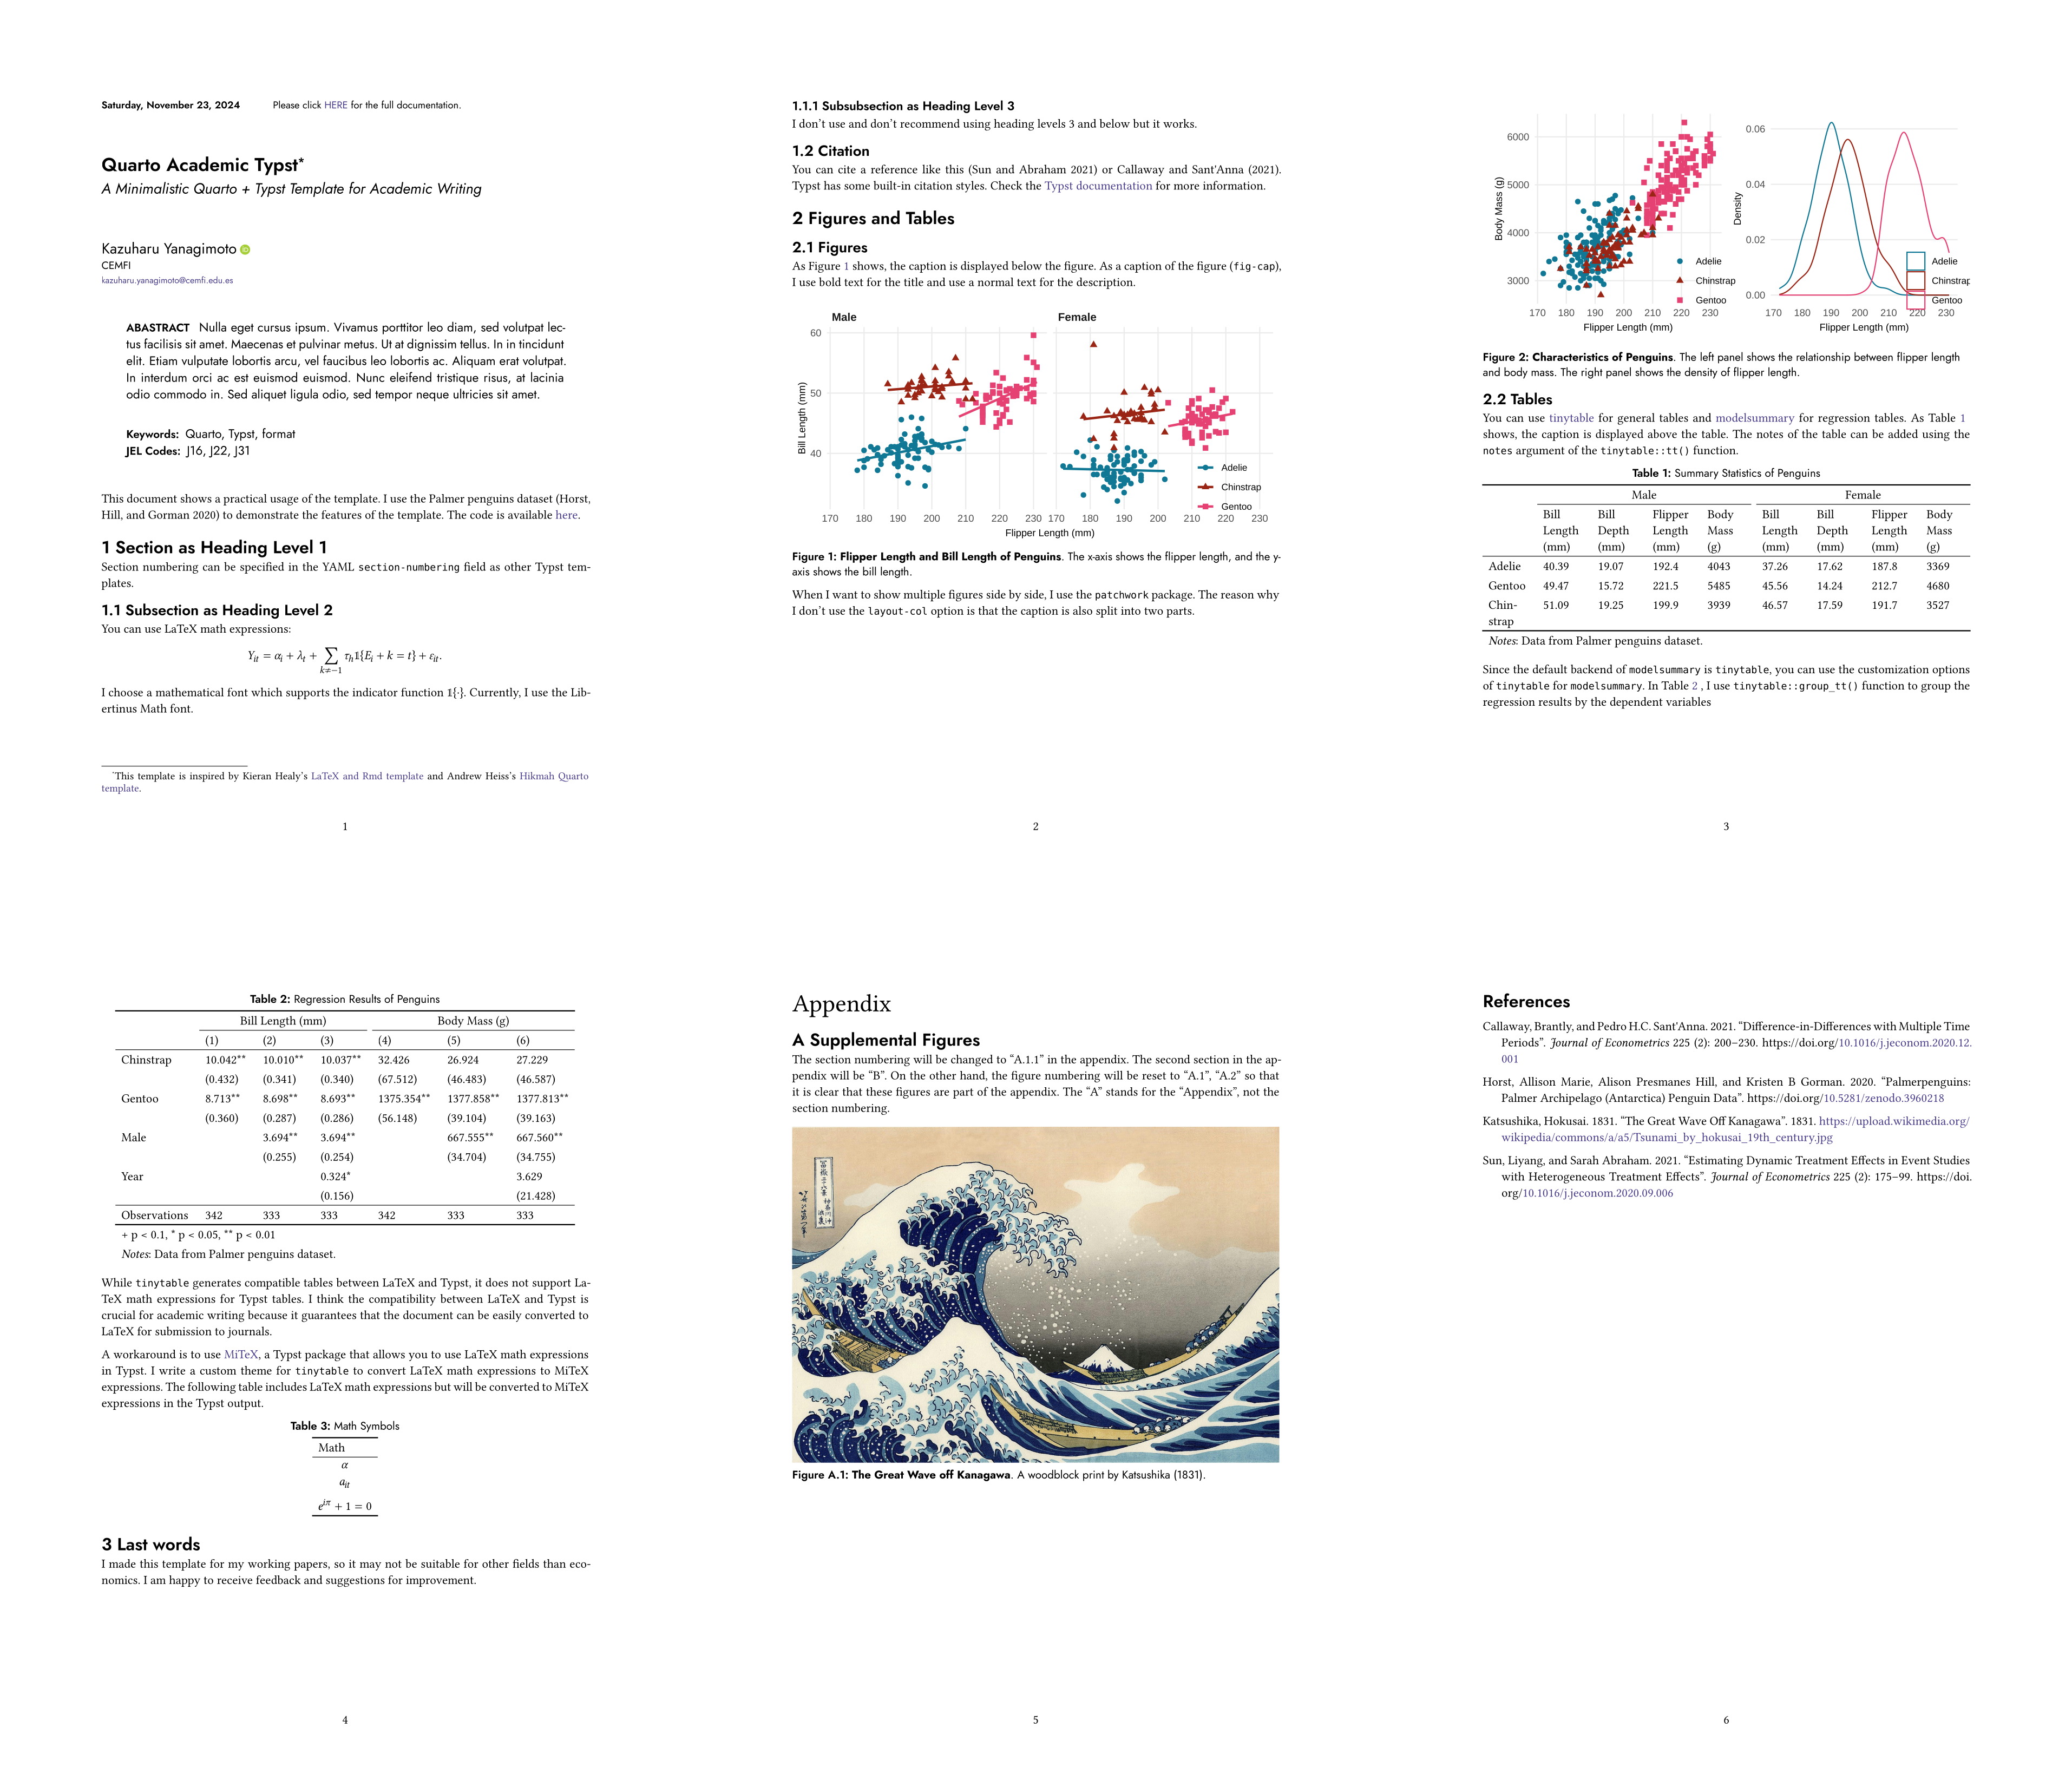 Saturday, November 23, 2024 Please click HERE for the full documentation.
Quarto Academic Typst*
A Minimalistic Quarto + Typst Template for Academic Writing
Kazuharu Yanagimoto
CEMFI
kazuharu.yanagimoto@cemfi.edu.es
ABASTRACT Nulla eget cursus ipsum. Vivamus porttitor leo diam, sed volutpat lec-
tus facilisis sit amet. Maecenas et pulvinar metus. Ut at dignissim tellus. In in tincidunt
elit. Etiam vulputate lobortis arcu, vel faucibus leo lobortis ac. Aliquam erat volutpat.
In interdum orci ac est euismod euismod. Nunc eleifend tristique risus, at lacinia
odio commodo in. Sed aliquet ligula odio, sed tempor neque ultricies sit amet.
Keywords: Quarto, Typst, format
JEL Codes: J16, J22, J31
This document shows a practical usage of the template. I use the Palmer penguins dataset (Horst,
Hill, and Gorman 2020) to demonstrate the features of the template. The code is available here.
1 Section as Heading Level 1
Section numbering can be specified in the YAML section-numbering field as other Typst tem-
plates.
1.1 Subsection as Heading Level 2
You can use LaTeX math expressions:
Yit = αi + λt + ∑k≠−1 τh𝟙{Ei + k = t} + εit.
I choose a mathematical font which supports the indicator function 𝟙{·}. Currently, I use the Lib-
ertinus Math font.
*This template is inspired by Kieran Healy's LaTeX and Rmd template and Andrew Heiss's Hikmah Quarto
template.
1
1.1.1 Subsubsection as Heading Level 3
I don't use and don't recommend using heading levels 3 and below but it works.
1.2 Citation
You can cite a reference like this (Sun and Abraham 2021) or Callaway and Sant'Anna (2021).
Typst has some built-in citation styles. Check the Typst documentation for more information.
2 Figures and Tables
2.1 Figures
As Figure 1 shows, the caption is displayed below the figure. As a caption of the figure (fig-cap),
I use bold text for the title and use a normal text for the description.
Male Female
60
50
40
Bill Length (mm)
Adelie
Chinstrap
Gentoo
170 180 190 200 210 220 230 170 180 190 200 210 220 230
Flipper Length (mm)
Figure 1: Flipper Length and Bill Length of Penguins. The x-axis shows the flipper length, and the y-
axis shows the bill length.
When I want to show multiple figures side by side, I use the patchwork package. The reason why
I don't use the layout-col option is that the caption is also split into two parts.
2
6000
5000
4000
3000
Body Mass (g)
Adelie
Chinstrap
Gentoo
170 180 190 200 210 220 230
Flipper Length (mm)
0.06
0.04
0.02
0.00
Density
Adelie
Chinstrap
Gentoo
170 180 190 200 210 220 230
Flipper Length (mm)
Figure 2: Characteristics of Penguins. The left panel shows the relationship between flipper length
and body mass. The right panel shows the density of flipper length.
2.2 Tables
You can use tinytable for general tables and modelsummary for regression tables. As Table 1
shows, the caption is displayed above the table. The notes of the table can be added using the
notes argument of the tinytable::tt() function.
Table 1: Summary Statistics of Penguins
Male Female
Bill Bill Flipper Body Bill Bill Flipper Body
Length Depth Length Mass Length Depth Length Mass
(mm) (mm) (mm) (g) (mm) (mm) (mm) (g)
Adelie 40.39 19.07 192.4 4043 37.26 17.62 187.8 3369
Gentoo 49.47 15.72 221.5 5485 45.56 14.24 212.7 4680
Chin- 51.09 19.25 199.9 3939 46.57 17.59 191.7 3527
strap
Notes: Data from Palmer penguins dataset.
Since the default backend of modelsummary is tinytable, you can use the customization options
of tinytable for modelsummary. In Table 2 , I use tinytable::group_tt() function to group the
regression results by the dependent variables
3
Table 2: Regression Results of Penguins
Bill Length (mm) Body Mass (g)
(1) (2) (3) (4) (5) (6)
Chinstrap 10.042** 10.010** 10.037** 32.426 26.924 27.229
(0.432) (0.341) (0.340) (67.512) (46.483) (46.587)
Gentoo 8.713** 8.698** 8.693** 1375.354** 1377.858** 1377.813**
(0.360) (0.287) (0.286) (56.148) (39.104) (39.163)
Male 3.694** 3.694** 667.555** 667.560**
(0.255) (0.254) (34.704) (34.755)
Year 0.324* 3.629
(0.156) (21.428)
Observations 342 333 333 342 333 333
+ p < 0.1, * p < 0.05, ** p < 0.01
Notes: Data from Palmer penguins dataset.
While tinytable generates compatible tables between LaTeX and Typst, it does not support La-
TeX math expressions for Typst tables. I think the compatibility between LaTeX and Typst is
crucial for academic writing because it guarantees that the document can be easily converted to
LaTeX for submission to journals.
A workaround is to use MiTeX, a Typst package that allows you to use LaTeX math expressions
in Typst. I write a custom theme for tinytable to convert LaTeX math expressions to MiTeX
expressions. The following table includes LaTeX math expressions but will be converted to MiTeX
expressions in the Typst output.
Table 3: Math Symbols
Math
α
ait
e^iπ + 1 = 0
3 Last words
I made this template for my working papers, so it may not be suitable for other fields than eco-
nomics. I am happy to receive feedback and suggestions for improvement.
4
Appendix
A Supplemental Figures
The section numbering will be changed to “A.1.1” in the appendix. The second section in the ap-
pendix will be “B”. On the other hand, the figure numbering will be reset to “A.1”, “A.2” so that
it is clear that these figures are part of the appendix. The “A” stands for the “Appendix”, not the
section numbering.
Figure A.1: The Great Wave off Kanagawa. A woodblock print by Katsushika (1831).
5
References
Callaway, Brantly, and Pedro H.C. Sant'Anna. 2021. “Difference-in-Differences with Multiple Time
Periods”. Journal of Econometrics 225 (2): 200–230. https://doi.org/10.1016/j.jeconom.2020.12.
001
Horst, Allison Marie, Alison Presmanes Hill, and Kristen B Gorman. 2020. “Palmerpenguins:
Palmer Archipelago (Antarctica) Penguin Data”. https://doi.org/10.5281/zenodo.3960218
Katsushika, Hokusai. 1831. “The Great Wave Off Kanagawa”. 1831. https://upload.wikimedia.org/
wikipedia/commons/a/a5/Tsunami_by_hokusai_19th_century.jpg
Sun, Liyang, and Sarah Abraham. 2021. “Estimating Dynamic Treatment Effects in Event Studies
with Heterogeneous Treatment Effects”. Journal of Econometrics 225 (2): 175–99. https://doi.
org/10.1016/j.jeconom.2020.09.006
6